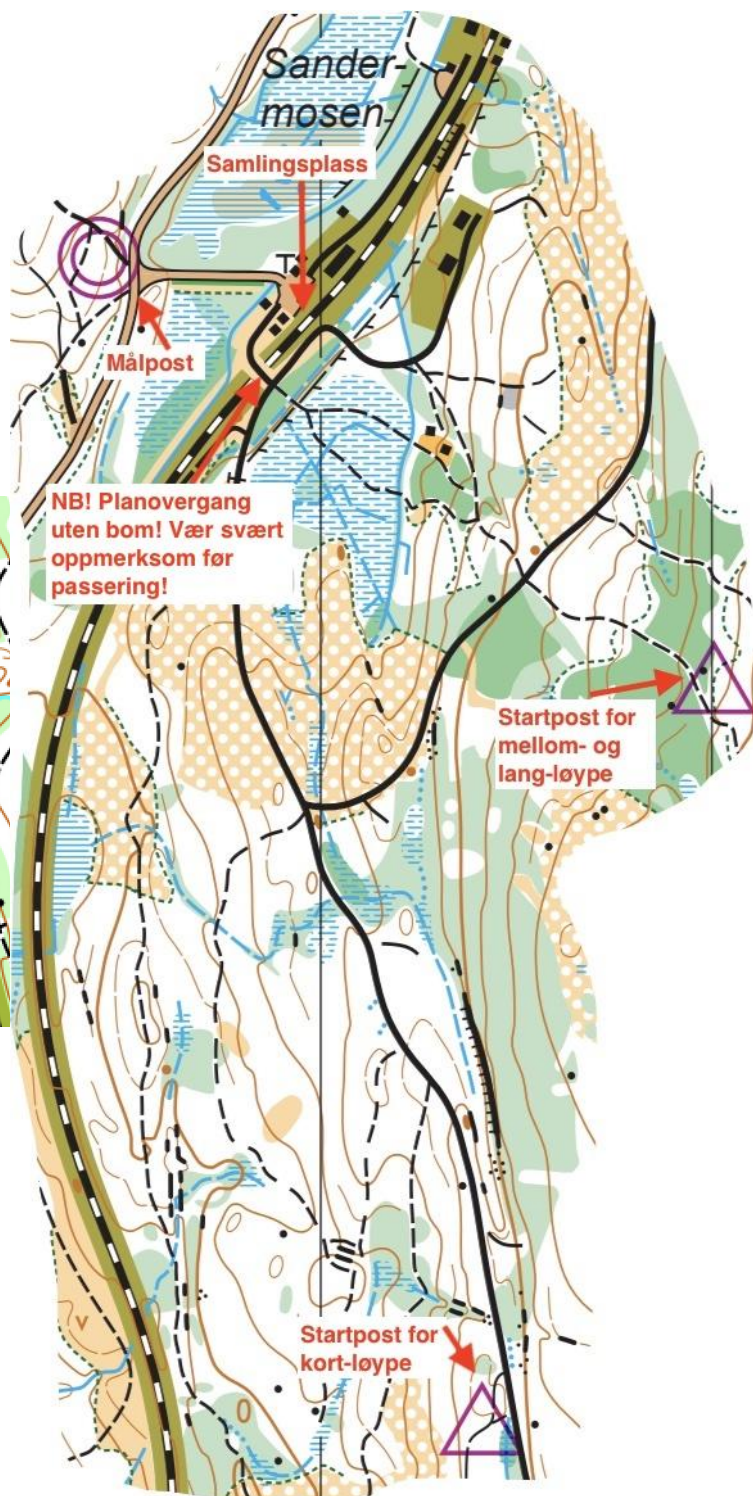 Sander-
mosen
Samlingsplass
T
Målpost
NB! Planovergang
uten bom! Vær svært
oppmerksom før
passering!
Startpost for
mellom- og
lang-løype
Startpost for
kort-løype